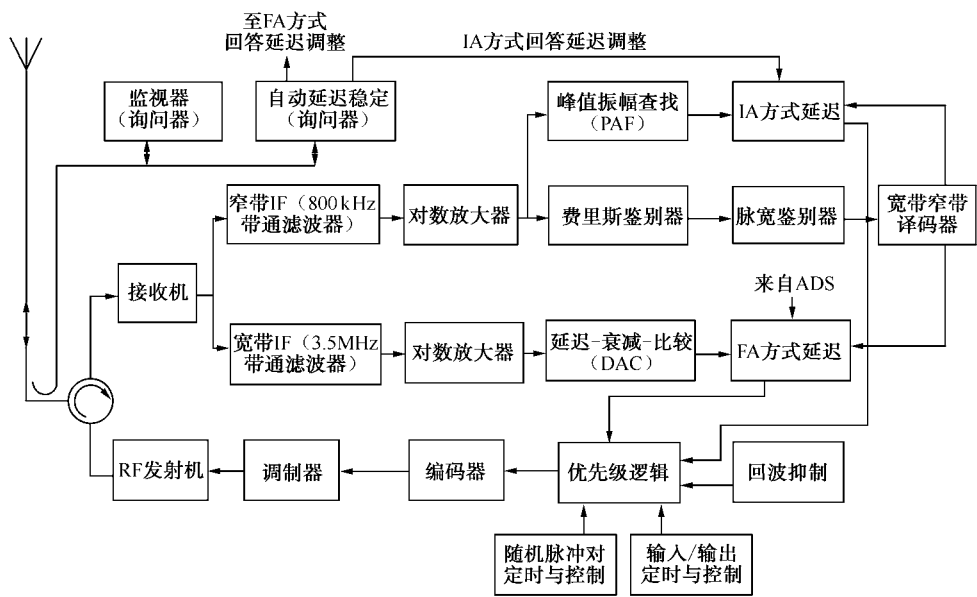 至FA方式
回答延迟调整
IA方式回答延迟调整
监视器
（询问器）
自动延迟稳定
（询问器）
峰值振幅查找
（PAF）
IA方式延迟
窄带IF（800kHz
带通滤波器）
对数放大器
费里斯鉴别器
脉宽鉴别器
宽带窄带
译码器
接收机
来自ADS
宽带IF（3.5MHz
带通滤波器）
对数放大器
延迟-衰减-比较
（DAC）
FA方式延迟
RF发射机
调制器
编码器
优先级逻辑
回波抑制
随机脉冲对
定时与控制
输入/输出
定时与控制